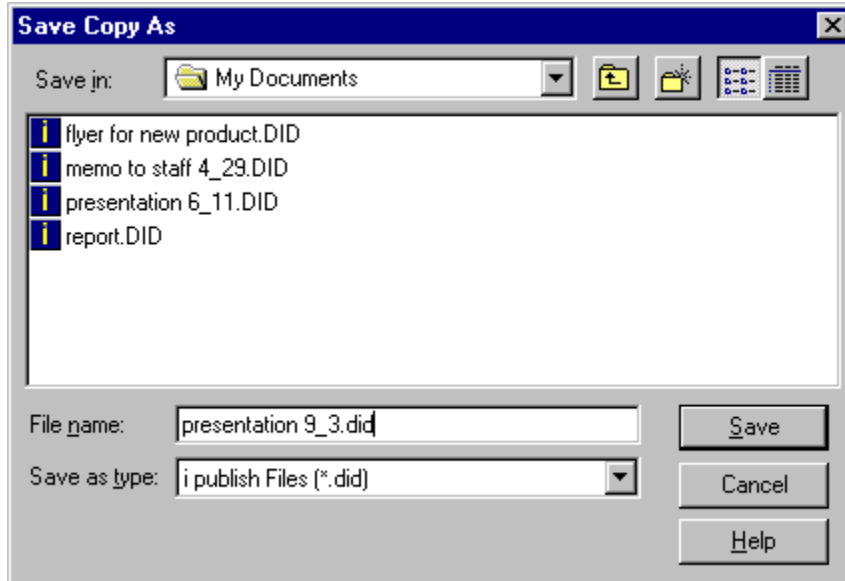 Save Copy As
Save in: My Documents
i flyer for new product.DID
i memo to staff 4_29.DID
i presentation 6_11.DID
i report.DID
File name: presentation 9_3.did Save
Save as type: i publish Files (*.did) Cancel
Help